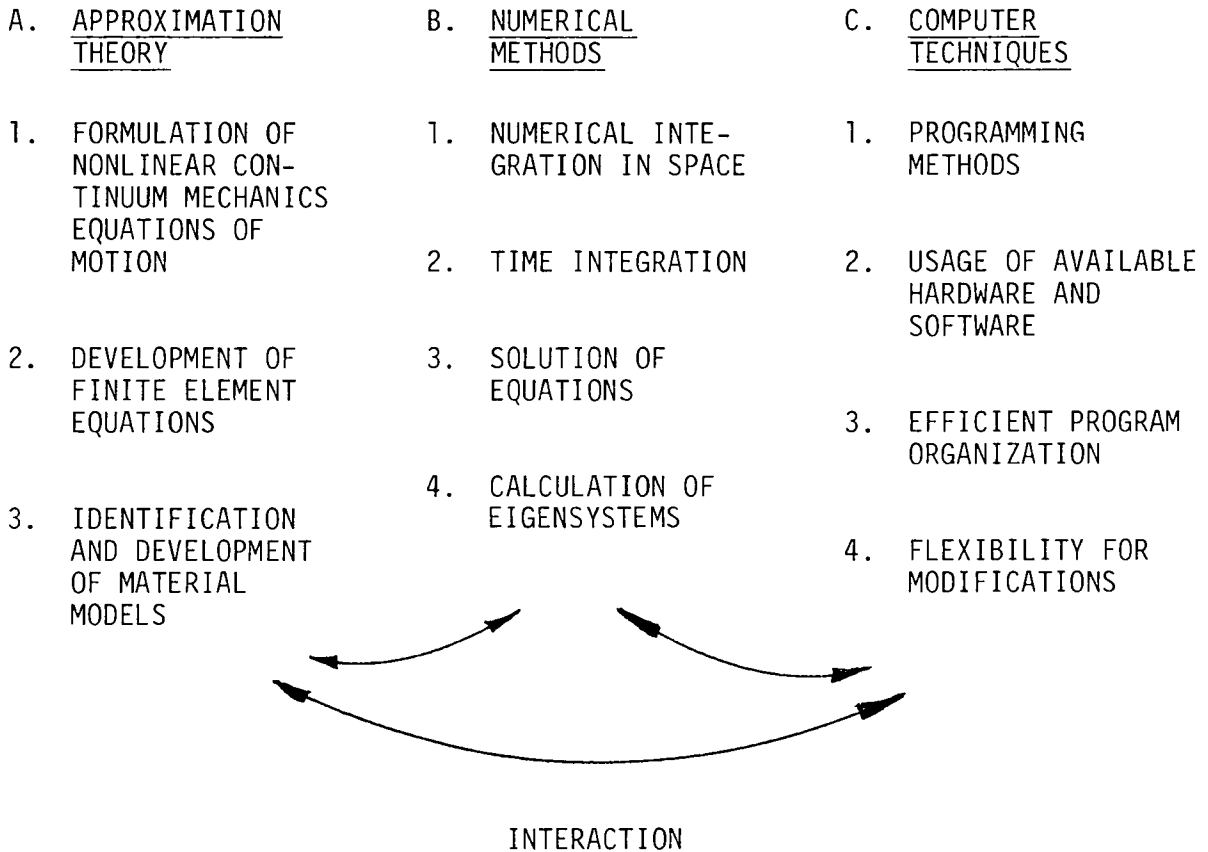 A. APPROXIMATION
THEORY
1. FORMULATION OF
NONLINEAR CON-
TINUUM MECHANICS
EQUATIONS OF
MOTION
2. DEVELOPMENT OF
FINITE ELEMENT
EQUATIONS
3. IDENTIFICATION
AND DEVELOPMENT
OF MATERIAL
MODELS
B. NUMERICAL
METHODS
1. NUMERICAL INTE-
GRATION IN SPACE
2. TIME INTEGRATION
3. SOLUTION OF
EQUATIONS
4. CALCULATION OF
EIGENSYSTEMS
C. COMPUTER
TECHNIQUES
1. PROGRAMMING
METHODS
2. USAGE OF AVAILABLE
HARDWARE AND
SOFTWARE
3. EFFICIENT PROGRAM
ORGANIZATION
4. FLEXIBILITY FOR
MODIFICATIONS
INTERACTION